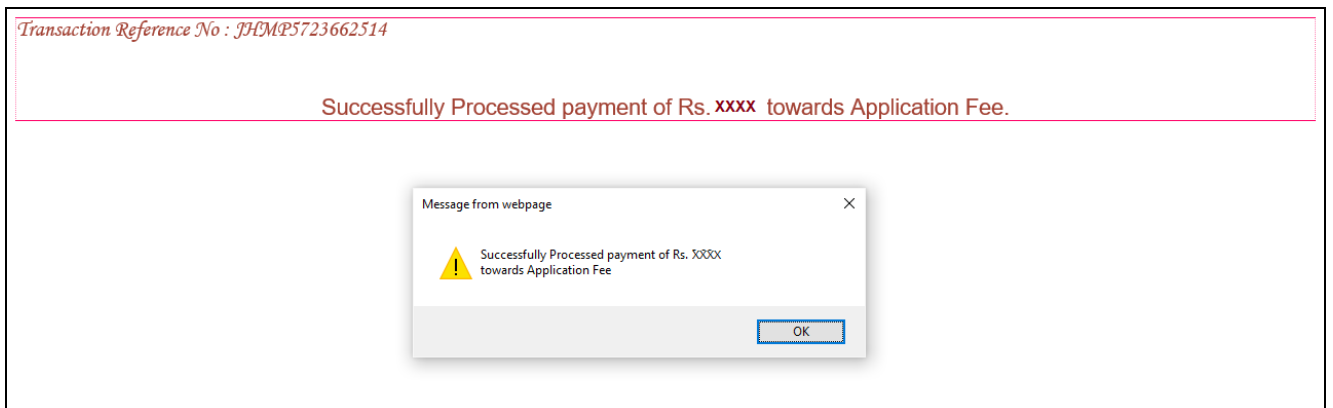 Transaction Reference No : JHMP5723662514
Successfully Processed payment of Rs. XXXX towards Application Fee.
Message from webpage
Successfully Processed payment of Rs. XXXX
towards Application Fee
OK